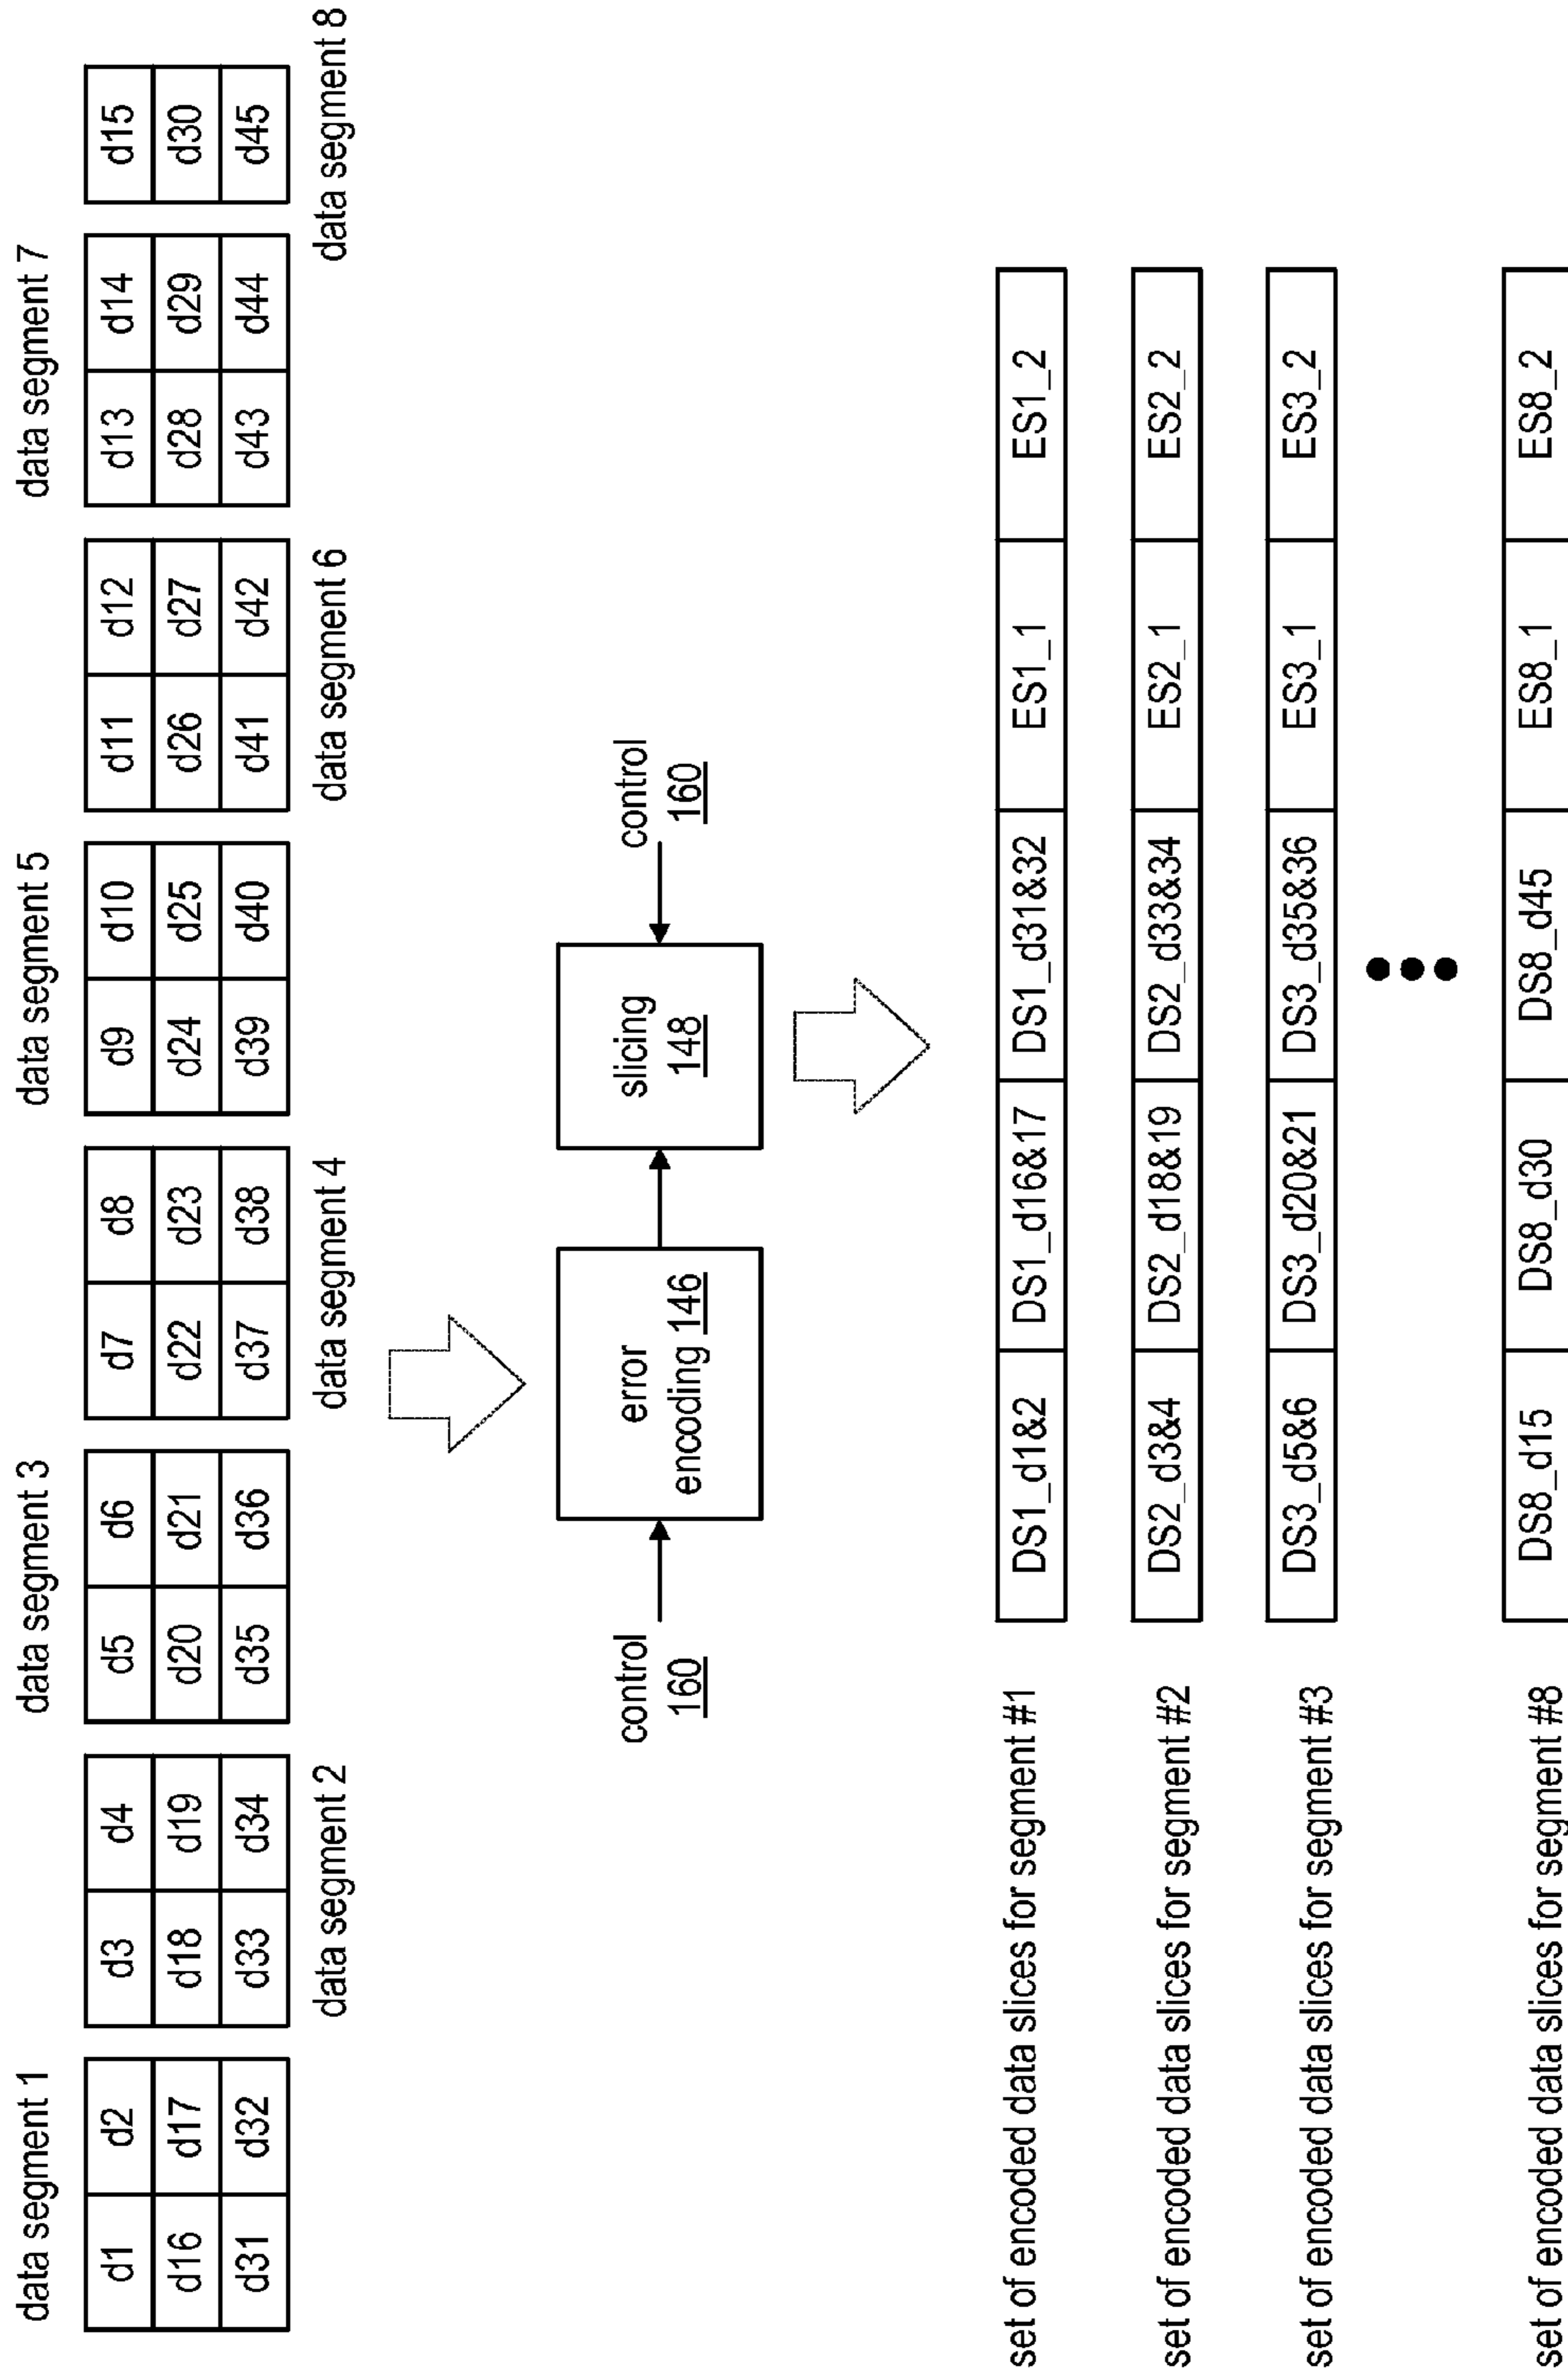 data segment 1
data segment 3
data segment 5
data segment 7
d1 d2 d3 d4 d5 d6 d7 d8 d9 d10 d11 d12 d13 d14 d15
d16 d17 d18 d19 d20 d21 d22 d23 d24 d25 d26 d27 d28 d29 d30
d31 d32 d33 d34 d35 d36 d37 d38 d39 d40 d41 d42 d43 d44 d45
data segment 2
data segment 4
data segment 6
data segment 8
control
160
error
encoding 146
slicing
148
control
160
set of encoded data slices for segment #1 DS1_d1&2 DS1_d16&17 DS1_d31&32 ES1_1 ES1_2
set of encoded data slices for segment #2 DS2_d3&4 DS2_d18&19 DS2_d33&34 ES2_1 ES2_2
set of encoded data slices for segment #3 DS3_d5&6 DS3_d20&21 DS3_d35&36 ES3_1 ES3_2
set of encoded data slices for segment #8 DS8_d15 DS8_d30 DS8_d45 ES8_1 ES8_2